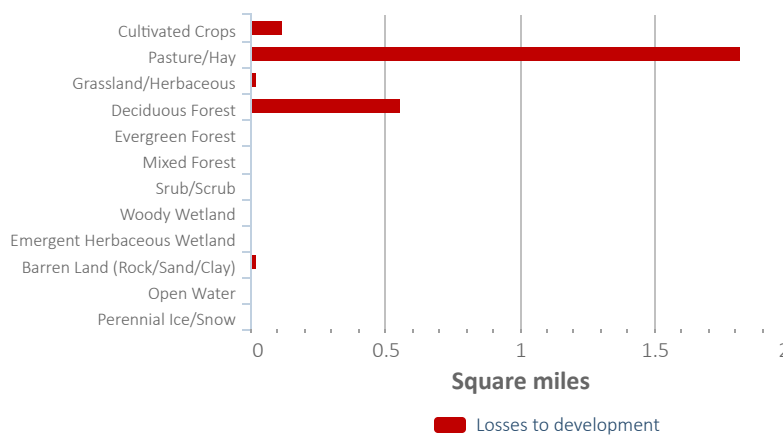 Cultivated Crops
Pasture/Hay
Grassland/Herbaceous
Deciduous Forest
Evergreen Forest
Mixed Forest
Srub/Scrub
Woody Wetland
Emergent Herbaceous Wetland
Barren Land (Rock/Sand/Clay)
Open Water
Perennial Ice/Snow
0 0.5 1 1.5
Square miles
Losses to development